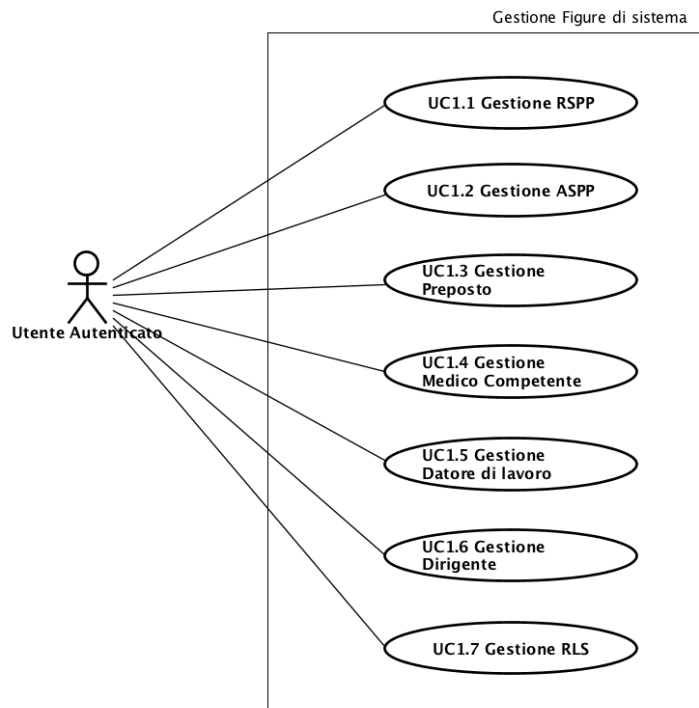 Gestione Figure di sistema
UC1.1 Gestione RSPP
UC1.2 Gestione ASPP
UC1.3 Gestione
Preposto
Utente Autenticato
UC1.4 Gestione
Medico Competente
UC1.5 Gestione
Datore di lavoro
UC1.6 Gestione
Dirigente
UC1.7 Gestione RLS